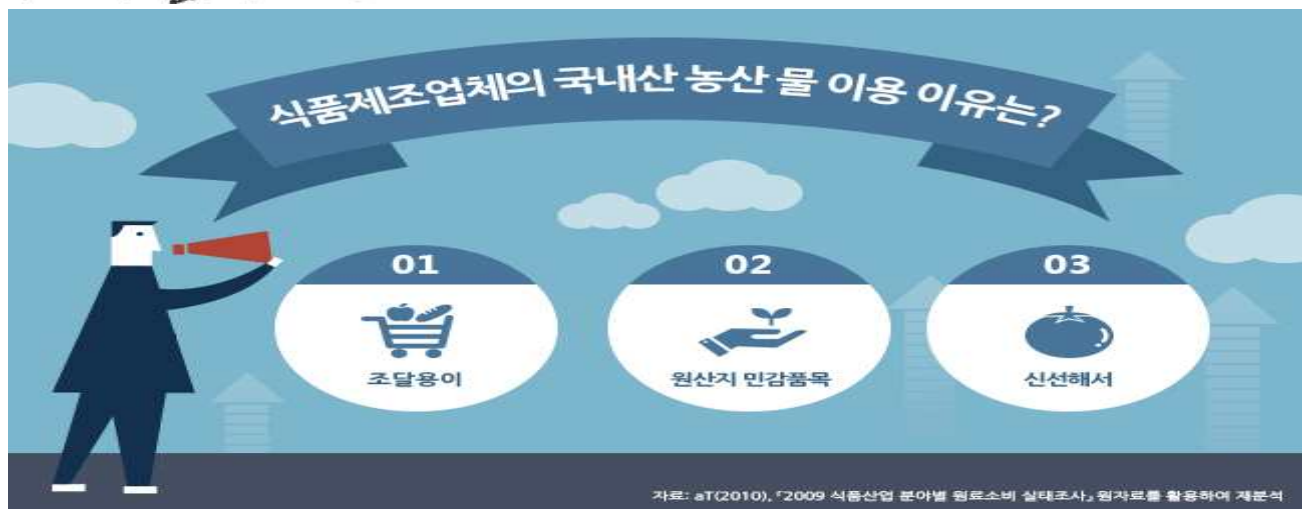 식품제조업체의 국내산 농산 물 이용 이유는?
01
조달용이
02
원산지 민감품목
03
신선해서
자료: aT(2010), 「2009 식품산업 분야별 원료소비 실태조사」 원자료를 활용하여 재분석